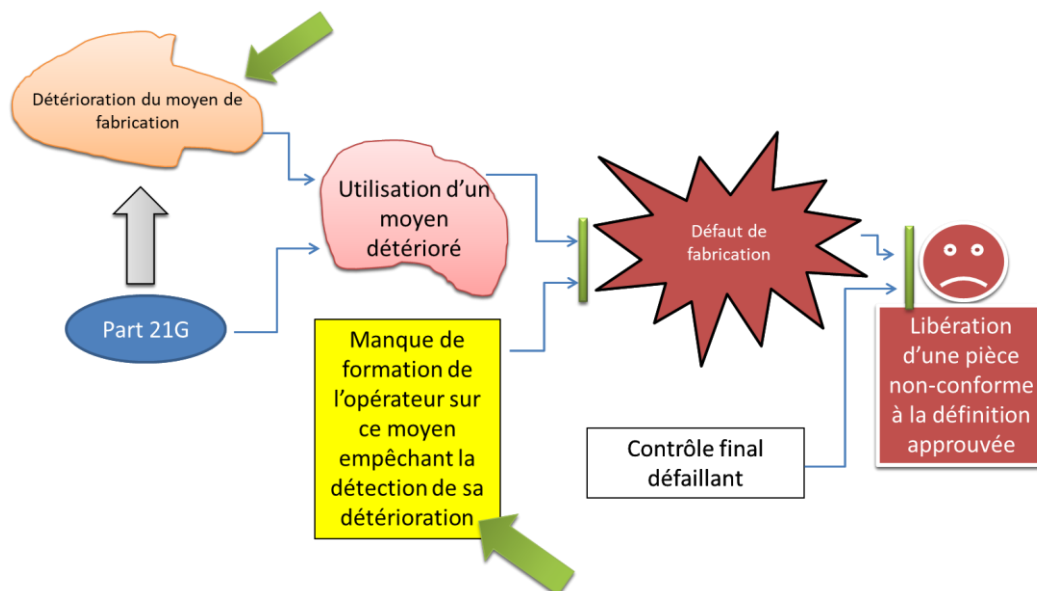 Détérioration du moyen de
fabrication
Utilisation d’un
moyen
détérioré
Défaut de
fabrication
Part 21G
Manque de
formation de
l’opérateur sur
ce moyen
empêchant la
détection de sa
détérioration
Contrôle final
défaillant
Libération
d’une pièce
non-conforme
à la définition
approuvée